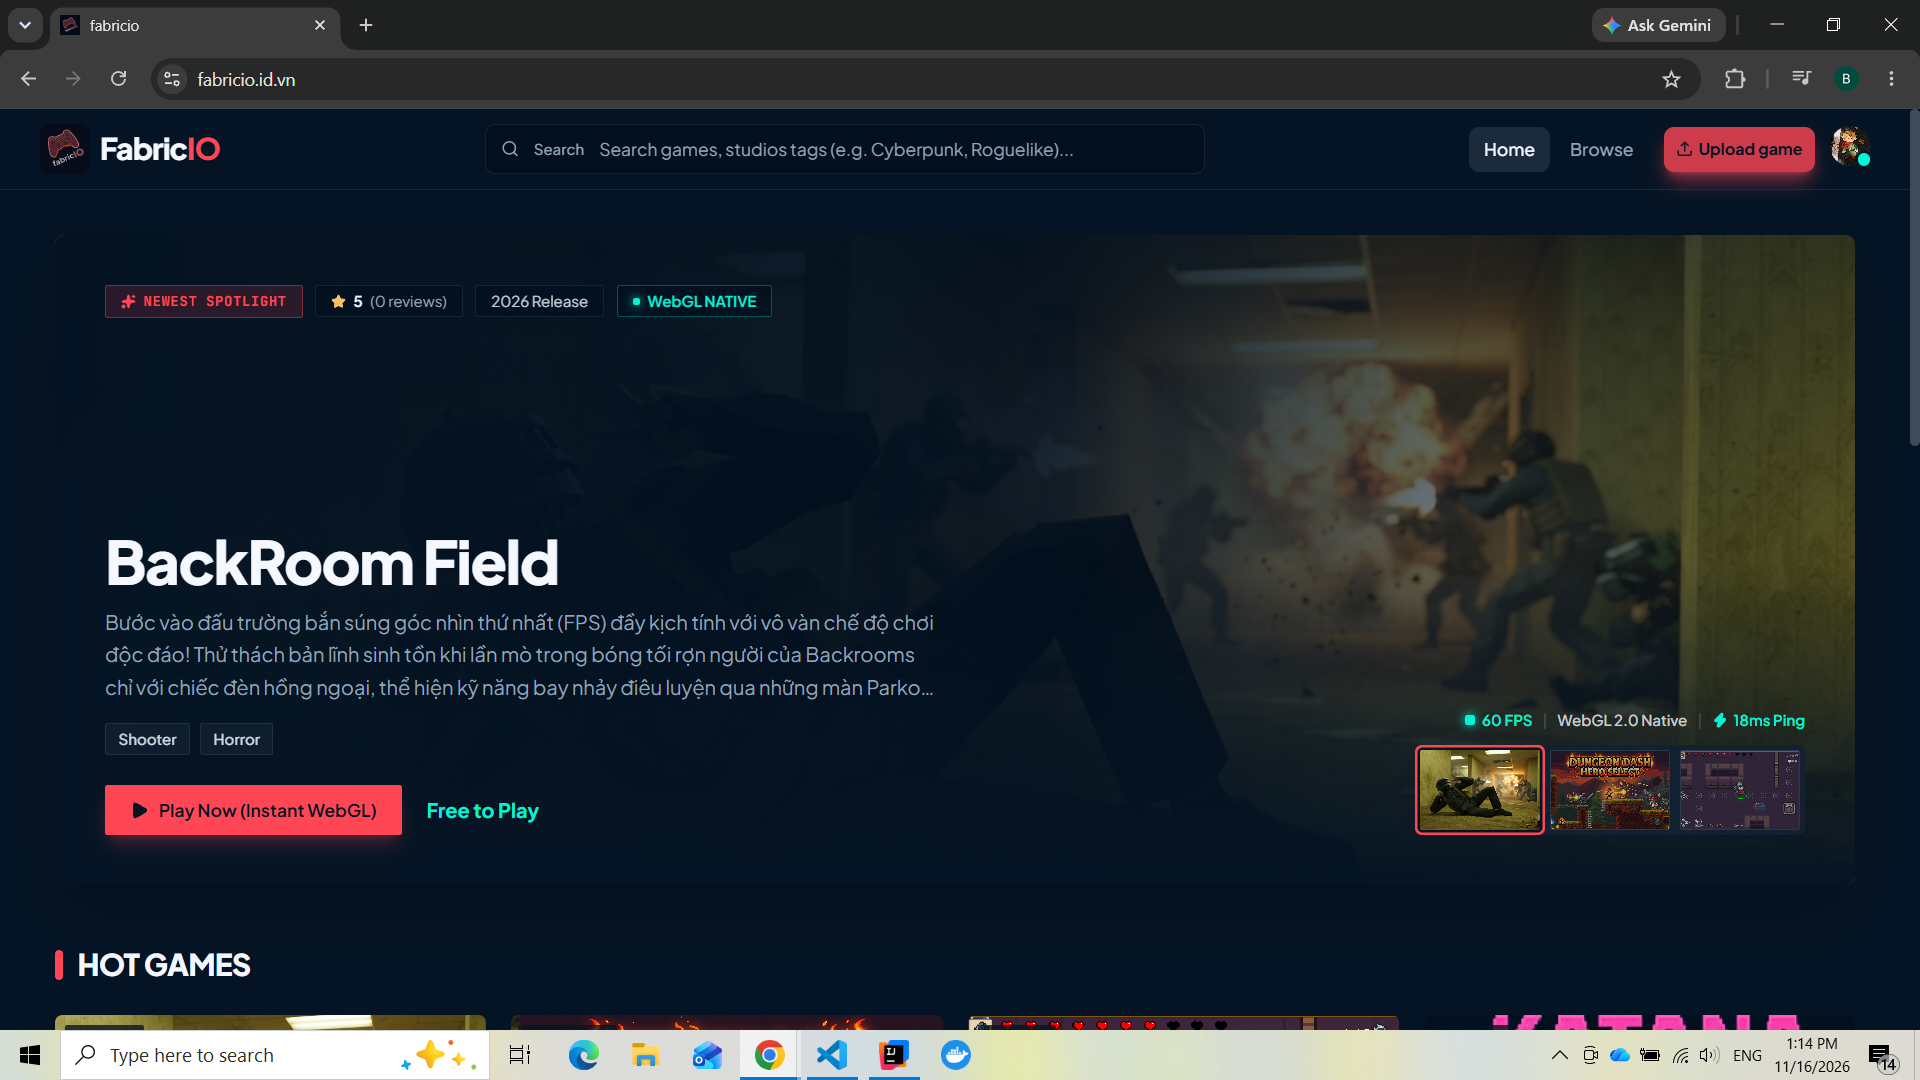 fabricio
Ask Gemini
fabricio.id.vn
B
fabricIO
FabricIO
Search Search games, studios tags (e.g. Cyberpunk, Roguelike)...
Home
Browse
Upload game
NEWEST SPOTLIGHT
5 (0 reviews)
2026 Release
WebGL NATIVE
BackRoom Field
Bước vào đấu trường bắn súng góc nhìn thứ nhất (FPS) đầy kịch tính với vô vàn chế độ chơi
độc đáo! Thử thách bản lĩnh sinh tồn khi lần mò trong bóng tối rợn người của Backrooms
chỉ với chiếc đèn hồng ngoại, thể hiện kỹ năng bay nhảy điêu luyện qua những màn Parko...
Shooter
Horror
Play Now (Instant WebGL)
Free to Play
60 FPS | WebGL 2.0 Native | 18ms Ping
DUNGEON DASH
HERO SELECT
HOT GAMES
KATANA
Type here to search
ENG
1:14 PM
11/16/2026
14